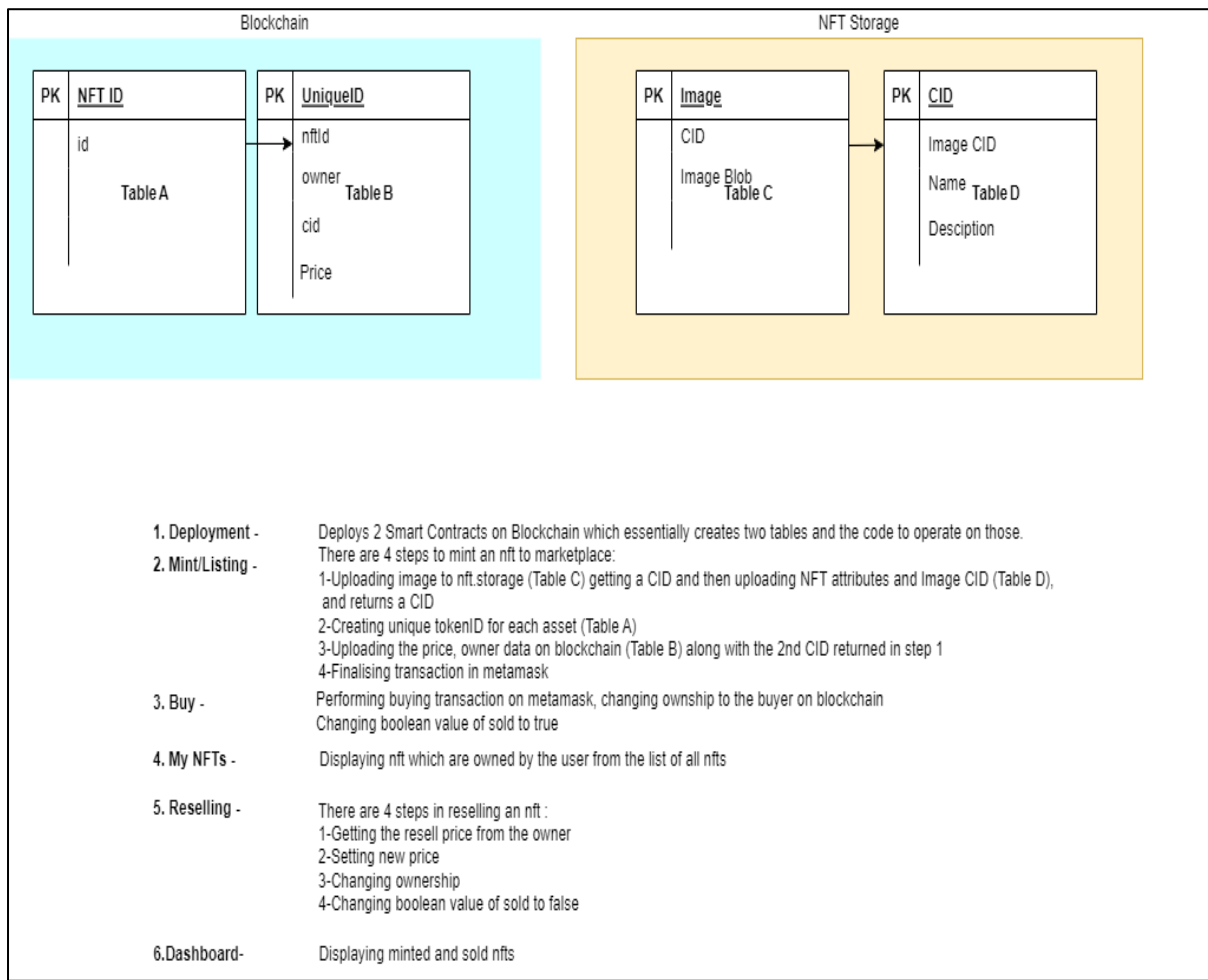 Blockchain
NFT Storage
PK NFT ID
id
Table A
PK UniqueID
nftId
owner
Table B
cid
Price
PK Image
CID
Image Blob
Table C
PK CID
Image CID
Name
Table D
Desciption
1. Deployment - Deploys 2 Smart Contracts on Blockchain which essentially creates two tables and the code to operate on those.
2. Mint/Listing - There are 4 steps to mint an nft to marketplace:
1-Uploading image to nft.storage (Table C) getting a CID and then uploading NFT attributes and Image CID (Table D),
and returns a CID
2-Creating unique tokenID for each asset (Table A)
3-Uploading the price, owner data on blockchain (Table B) along with the 2nd CID returned in step 1
4-Finalising transaction in metamask
3. Buy - Performing buying transaction on metamask, changing ownship to the buyer on blockchain
Changing boolean value of sold to true
4. My NFTs - Displaying nft which are owned by the user from the list of all nfts
5. Reselling - There are 4 steps in reselling an nft :
1-Getting the resell price from the owner
2-Setting new price
3-Changing ownership
4-Changing boolean value of sold to false
6.Dashboard- Displaying minted and sold nfts